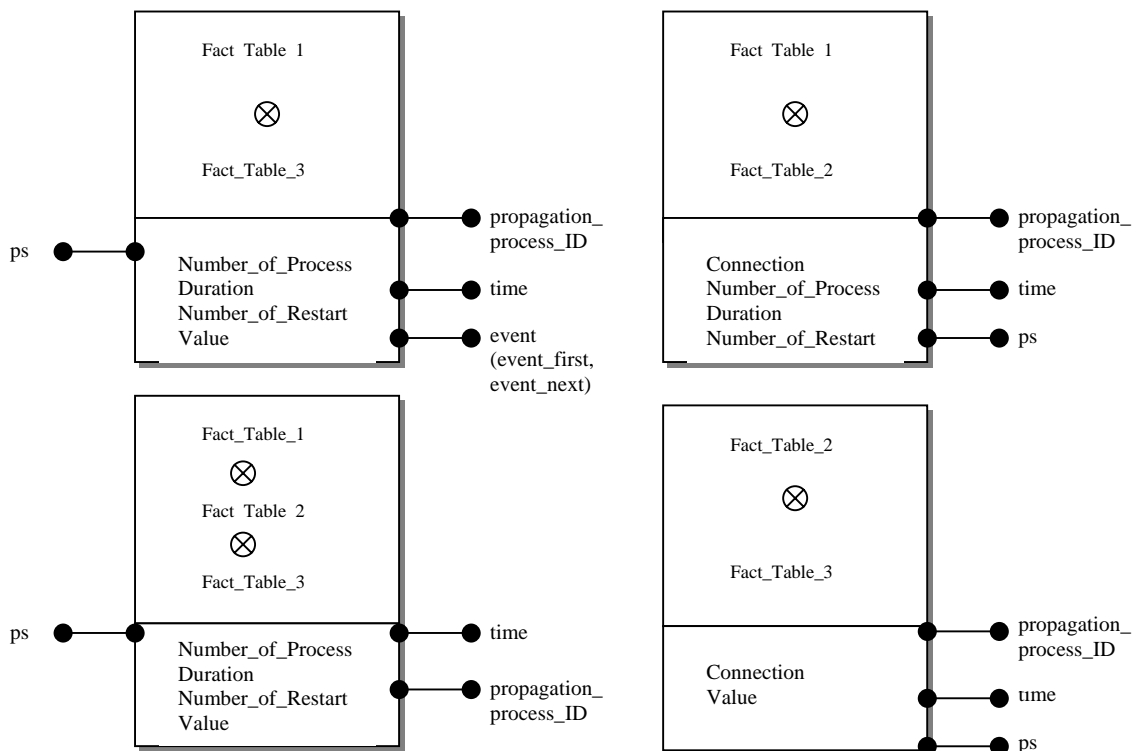 Fact Table 1
Fact_Table_3
ps
Number_of_Process
Duration
Number_of_Restart
Value
propagation_
process_ID
time
event
(event_first,
event_next)
Fact Table 1
Fact_Table_2
Connection
Number_of_Process
Duration
Number_of_Restart
propagation_
process_ID
time
ps
Fact_Table_1
Fact Table 2
Fact_Table_3
ps
Number_of_Process
Duration
Number_of_Restart
Value
time
propagation_
process_ID
Fact_Table_2
Fact_Table_3
Connection
Value
propagation_
process_ID
time
ps